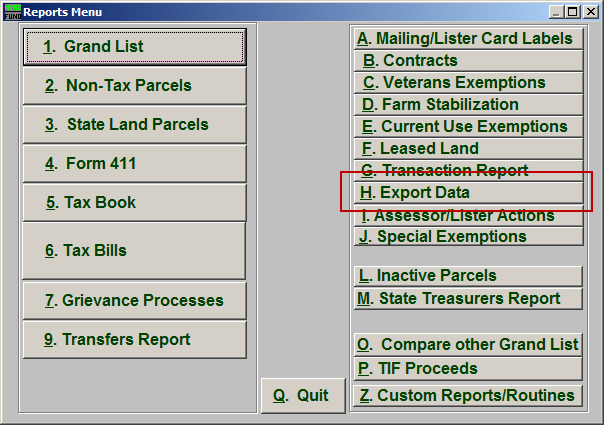 Reports Menu
1. Grand List
2. Non-Tax Parcels
3. State Land Parcels
4. Form 411
5. Tax Book
6. Tax Bills
7. Grievance Processes
9. Transfers Report
Q. Quit
A. Mailing/Lister Card Labels
B. Contracts
C. Veterans Exemptions
D. Farm Stabilization
E. Current Use Exemptions
F. Leased Land
G. Transaction Report
H. Export Data
I. Assessor/Lister Actions
J. Special Exemptions
L. Inactive Parcels
M. State Treasurers Report
O. Compare other Grand List
P. TIF Proceeds
Z. Custom Reports/Routines